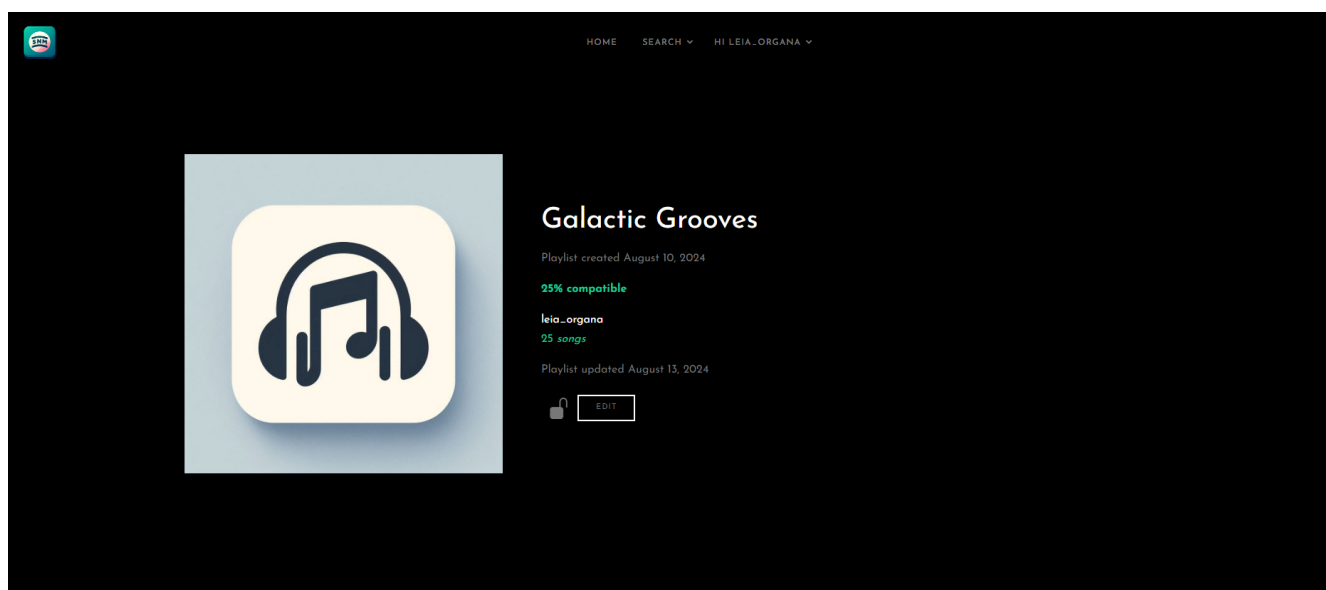 SNM
HOME SEARCH HI LEIA_ORGANA
Galactic Grooves
Playlist created August 10, 2024
25% compatible
leia_organa
25 songs
Playlist updated August 13, 2024
EDIT